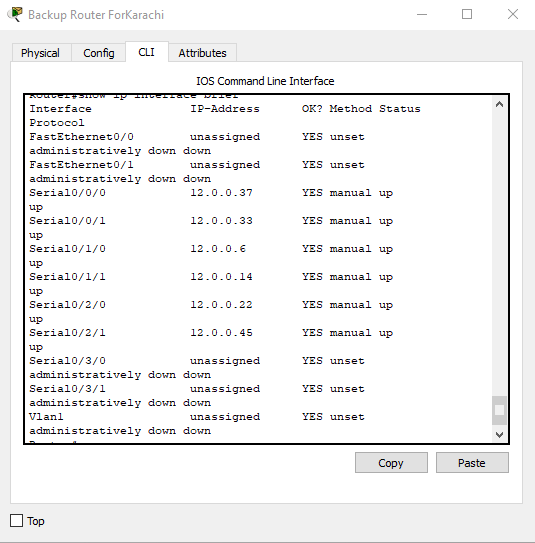 Backup Router ForKarachi
Physical Config CLI Attributes
IOS Command Line Interface
Router#show ip interface brief
Interface IP-Address OK? Method Status
Protocol
FastEthernet0/0 unassigned YES unset
administratively down down
FastEthernet0/1 unassigned YES unset
administratively down down
Serial0/0/0 12.0.0.37 YES manual up
up
Serial0/0/1 12.0.0.33 YES manual up
up
Serial0/1/0 12.0.0.6 YES manual up
up
Serial0/1/1 12.0.0.14 YES manual up
up
Serial0/2/0 12.0.0.22 YES manual up
up
Serial0/2/1 12.0.0.45 YES manual up
up
Serial0/3/0 unassigned YES unset
administratively down down
Serial0/3/1 unassigned YES unset
administratively down down
Vlan1 unassigned YES unset
administratively down down
Router#
Copy Paste
Top